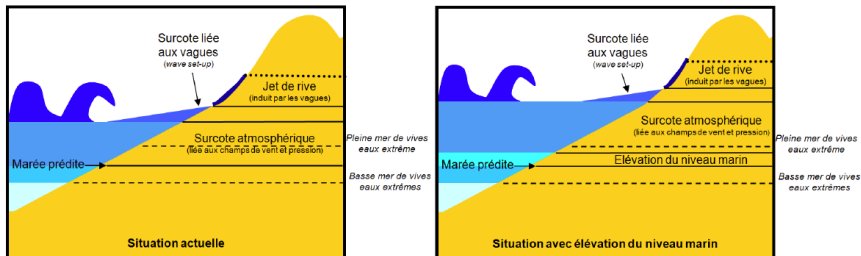 Surcote liée
aux vagues
(wave set-up)
Jet de rive
(induit par les vagues)
Surcote atmosphérique
(liée aux champs de vent et pression)
Pleine mer de vives
eaux extrême
Marée prédite
Basse mer de vives
eaux extrêmes
Situation actuelle
Surcote liée
aux vagues
(wave set-up)
Jet de rive
(induit par les vagues)
Surcote atmosphérique
(liée aux champs de vent et pression)
Pleine mer de vives
eaux extrême
Elévation du niveau marin
Marée prédite
Basse mer de vives
eaux extrêmes
Situation avec élévation du niveau marin